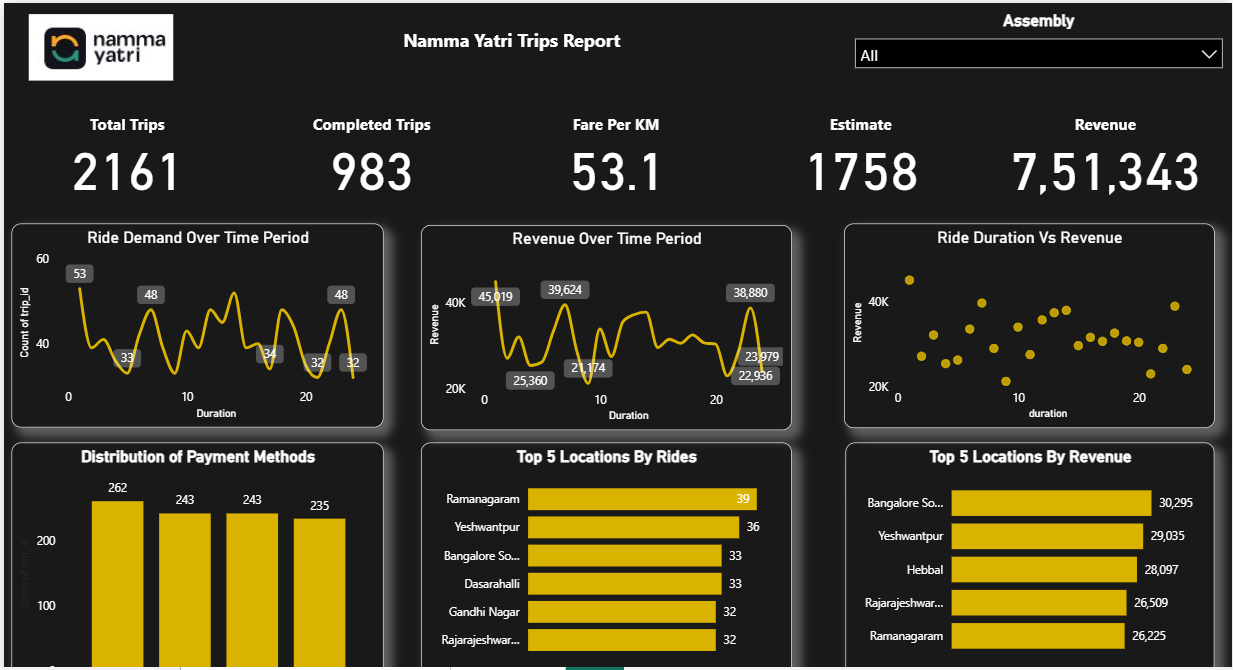 namma
yatri
Namma Yatri Trips Report
Assembly
All
Total Trips
2161
Completed Trips
983
Fare Per KM
53.1
Estimate
1758
Revenue
7,51,343
Ride Demand Over Time Period
Count of trip_id
60
40
53
33
48
34
32
48
32
0
10
20
Duration
Revenue Over Time Period
Revenue
40K
20K
45,019
25,360
39,624
21,174
38,880
23,979
22,936
0
10
20
Duration
Ride Duration Vs Revenue
Revenue
40K
20K
0
10
20
duration
Distribution of Payment Methods
Count of trip_id
200
100
262
243
243
235
Top 5 Locations By Rides
Ramanagaram 39
Yeshwantpur 36
Bangalore So... 33
Dasarahalli 33
Gandhi Nagar 32
Rajarajeshwar... 32
Top 5 Locations By Revenue
Bangalore So... 30,295
Yeshwantpur 29,035
Hebbal 28,097
Rajarajeshwar... 26,509
Ramanagaram 26,225